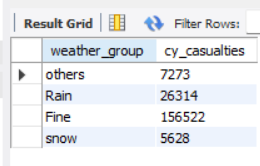 Result Grid Filter Rows:
weather_group cy_casualties
others 7273
Rain 26314
Fine 156522
snow 5628